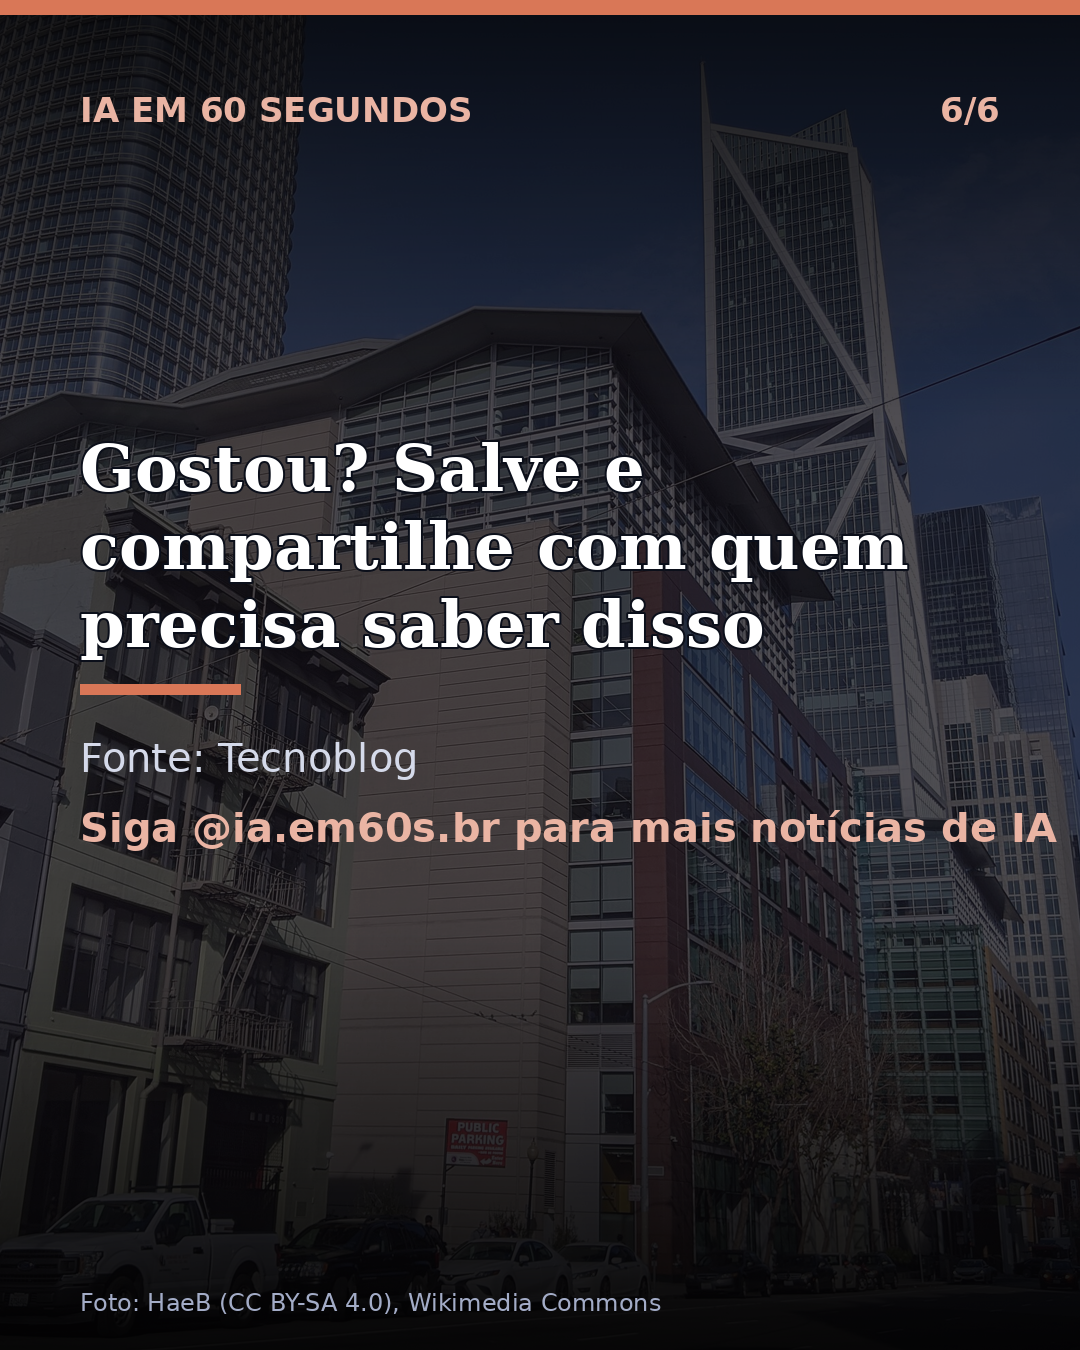 IA EM 60 SEGUNDOS
6/6
Gostou? Salve e
compartilhe com quem
precisa saber disso
Fonte: Tecnoblog
Siga @ia.em60s.br para mais notícias de IA
PUBLIC
PARKING
Foto: HaeB (CC BY-SA 4.0), Wikimedia Commons